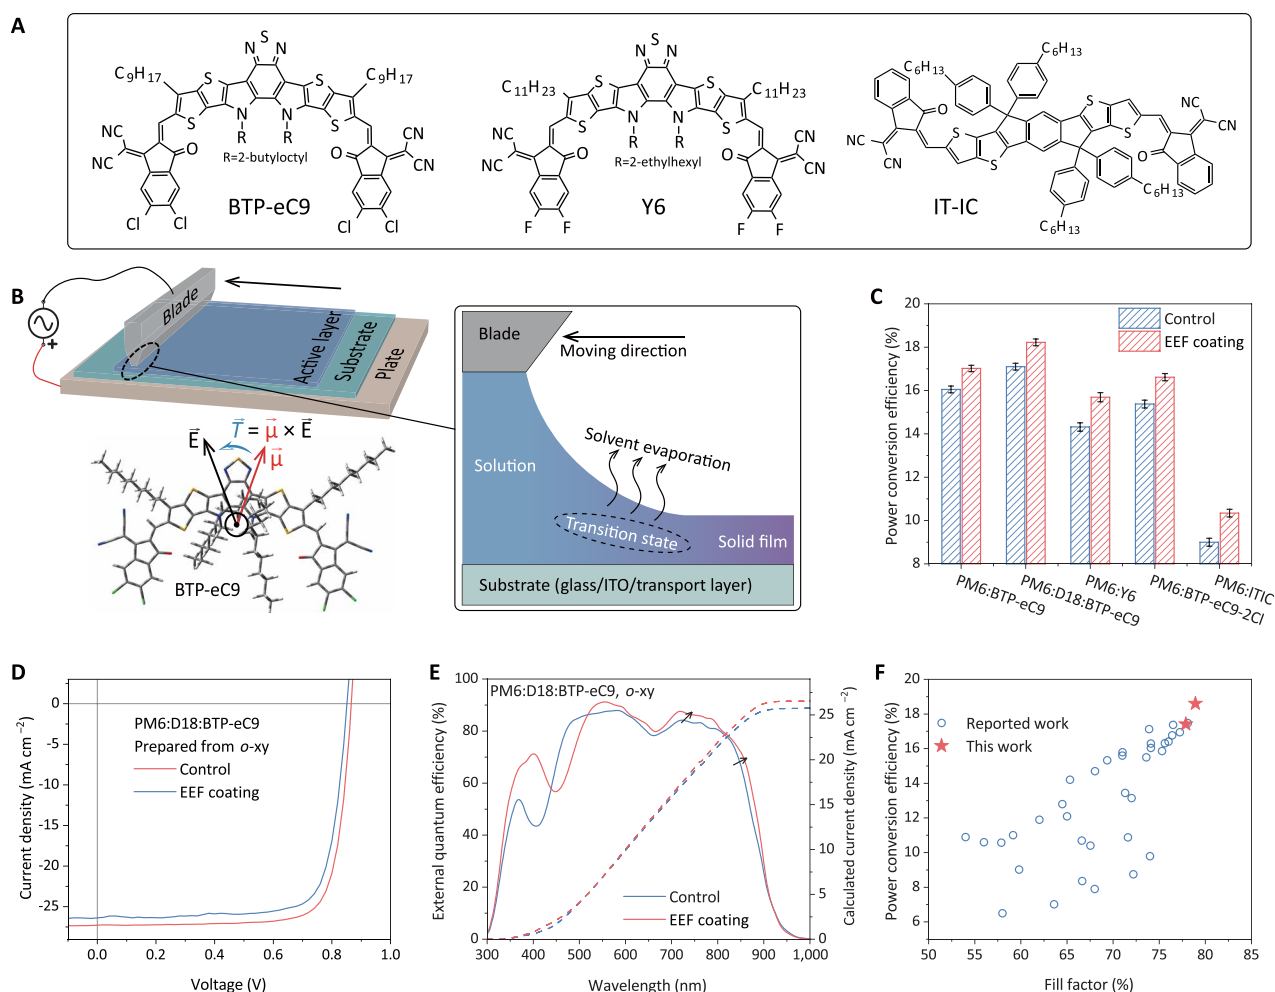 A
S
N
N
C9H17
S
S
C9H17
S
N
N
S
R
R
CN
NC
O
O
CN
CN
R=2-butyloctyl
Cl
Cl
Cl
Cl
BTP-eC9
S
N
N
C11H23
S
S
C11H23
S
N
N
S
R
R
NC
NC
O
O
CN
CN
R=2-ethylhexyl
F
F
F
F
Y6
C6H13
C6H13
O
NC
CN
S
S
S
S
CN
CN
O
C6H13
C6H13
IT-IC
B
Blade
Active layer
Substrate
Plate
+
E
T = μ × E
μ
BTP-eC9
Blade
Moving direction
Solution
Solvent evaporation
Transition state
Solid film
Substrate (glass/ITO/transport layer)
C
Power conversion efficiency (%)
20
18
16
14
12
10
8
Control
EEF coating
PM6:BTP-eC9
PM6:D18:BTP-eC9
PM6:Y6
PM6:BTP-eC9-2Cl
PM6:ITIC
D
Current density (mA cm −2)
0
-5
-10
-15
-20
-25
PM6:D18:BTP-eC9
Prepared from o-xy
Control
EEF coating
0.0
0.2
0.4
0.6
0.8
1.0
Voltage (V)
E
External quantum efficiency (%)
100
80
60
40
20
0
PM6:D18:BTP-eC9, o-xy
Control
EEF coating
25
20
15
10
5
0
Calculated current density (mA cm −2)
300
400
500
600
700
800
900
1,000
Wavelength (nm)
F
Power conversion efficiency (%)
20
18
16
14
12
10
8
6
Reported work
This work
50
55
60
65
70
75
80
85
Fill factor (%)